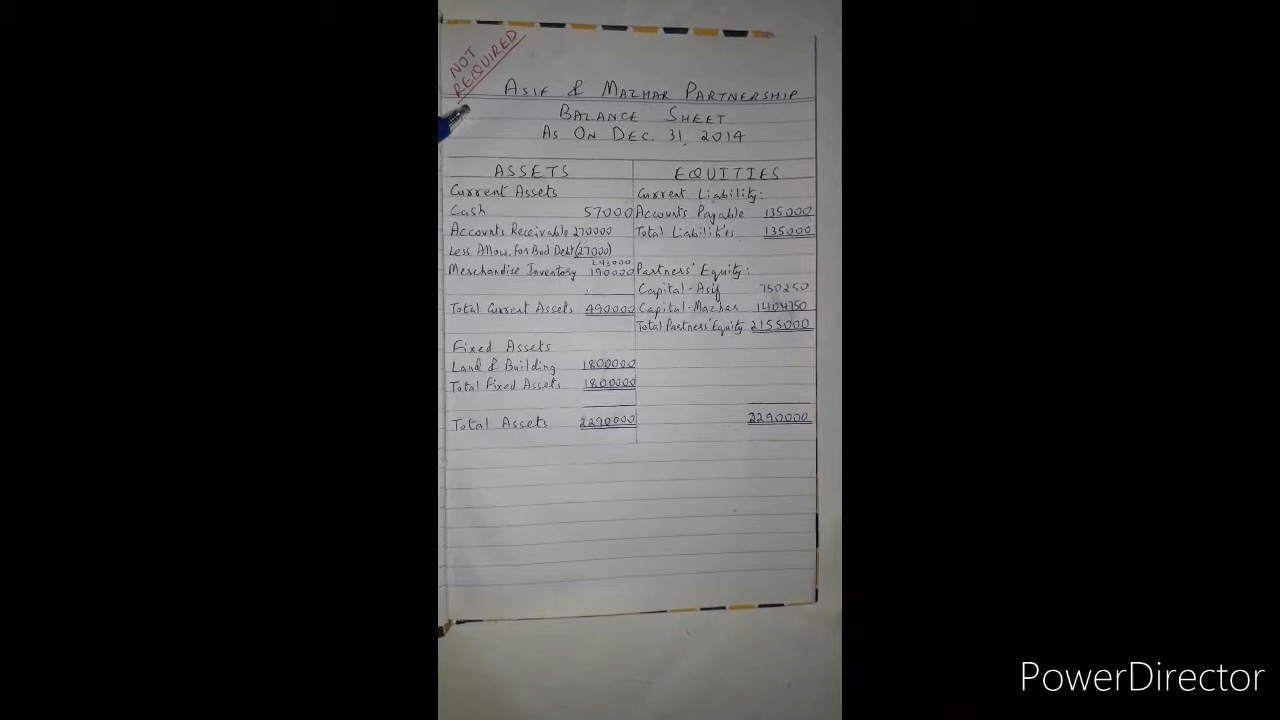 NOT
REQUIRED
ASIF & MAZHAR PARTNERSHIP
BALANCE SHEET
AS ON DEC. 31, 2014
ASSETS
Current Assets
Cash 57000
Accounts Receivable 270000
Less Allow. For Bad Debt (27000)
243000
Merchandise Inventory 190000
Total Current Assets 490000
Fixed Assets
Land & Building 1800000
Total Fixed Assets 1800000
Total Assets 2290000
EQUITIES
Current Liability:
Accounts Payable 135000
Total Liabilities 135000
Partners' Equity:
Capital-Asif 750250
Capital-Mazhar 1404750
Total Partners' Equity 2155000
2290000
PowerDirector